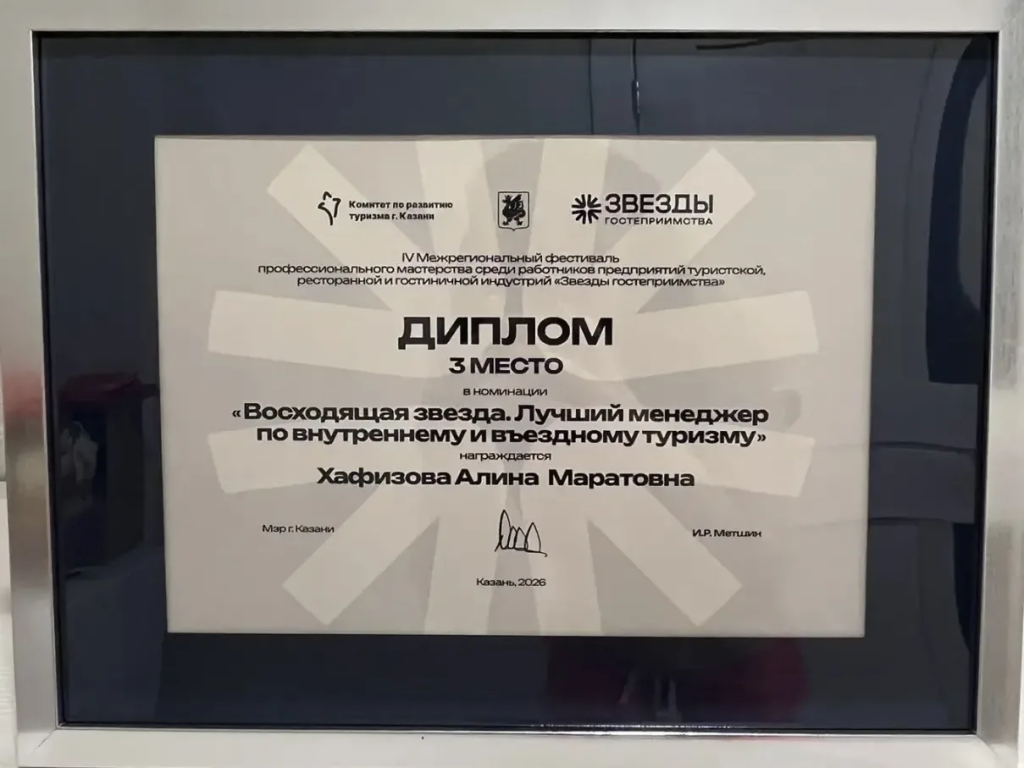 Комитет по развитию
туризма г. Казани
ЗВЕЗДЫ
ГОСТЕПРИИМСТВА
IV Межрегиональный фестиваль
профессионального мастерства среди работников предприятий туристской,
ресторанной и гостиничной индустрий «Звезды гостеприимства»
ДИПЛОМ
3 МЕСТО
в номинации
«Восходящая звезда. Лучший менеджер
по внутреннему и въездному туризму»
награждается
Хафизова Алина Маратовна
Мэр г. Казани
И.Р. Метшин
Казань, 2026